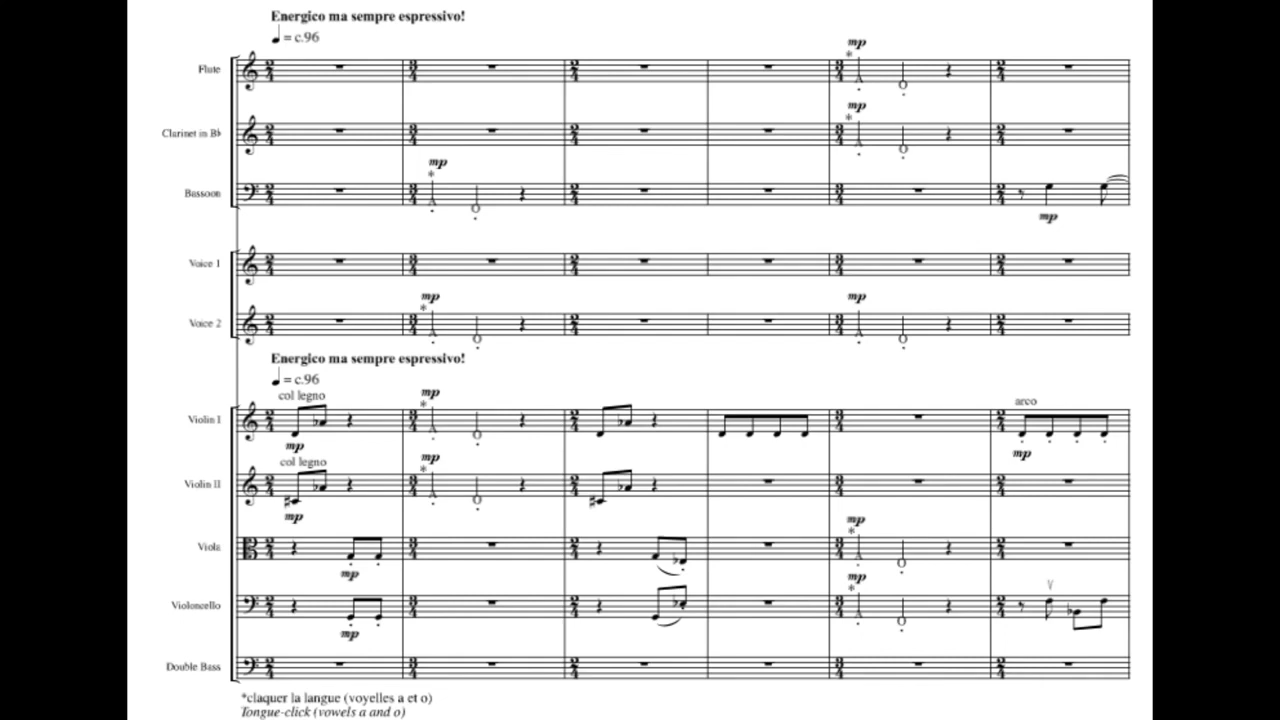 Energico ma sempre espressivo!
♩ = c.96
mp
Flute
mp
*
A O
Clarinet in B♭
mp
*
A O
Bassoon
mp
*
A O
mp
Voice 1
Voice 2
mp
*
A O
mp
*
A O
Energico ma sempre espressivo!
♩ = c.96
col legno
mp
*
arco
Violin I
A O
mp
mp
col legno
mp
*
Violin II
A O
mp
Viola
mp
*
A O
mp
Violoncello
mp
*
A O
mp
Double Bass
*claquer la langue (voyelles a et o)
Tongue-click (vowels a and o)